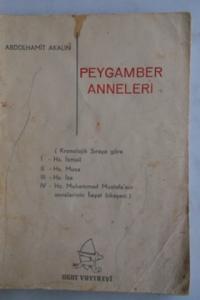 ABDÜLHAMİT AKALIN
PEYGAMBER
ANNELERİ
( Kronolojik Sıraya göre
I - Hz. İsmail
II - Hz. Musa
III - Hz. İsa
IV - Hz. Muhammed Mustafa'nın
annelerinin hayat hikayesi )
YAYINEVİ